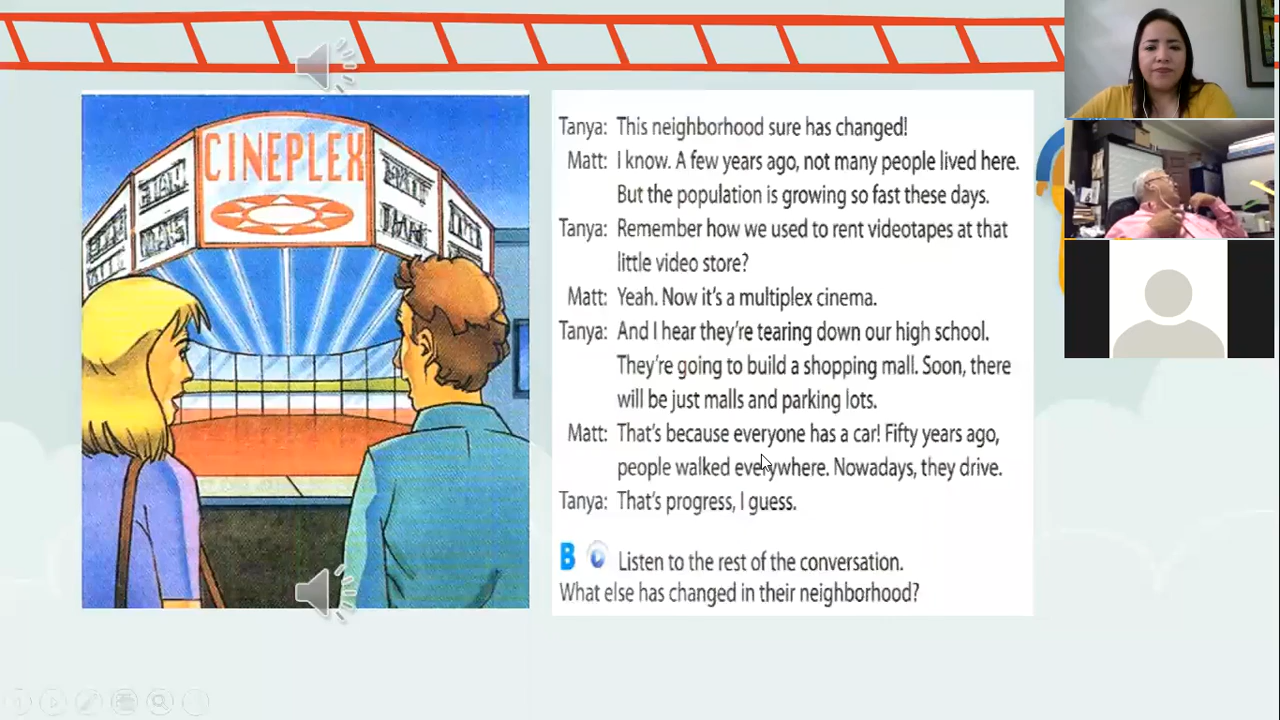 CINEPLEX
Tanya: This neighborhood sure has changed!
Matt: I know. A few years ago, not many people lived here.
But the population is growing so fast these days.
Tanya: Remember how we used to rent videotapes at that
little video store?
Matt: Yeah. Now it's a multiplex cinema.
Tanya: And I hear they're tearing down our high school.
They're going to build a shopping mall. Soon, there
will be just malls and parking lots.
Matt: That's because everyone has a car! Fifty years ago,
people walked everywhere. Nowadays, they drive.
Tanya: That's progress, I guess.
B Listen to the rest of the conversation.
What else has changed in their neighborhood?